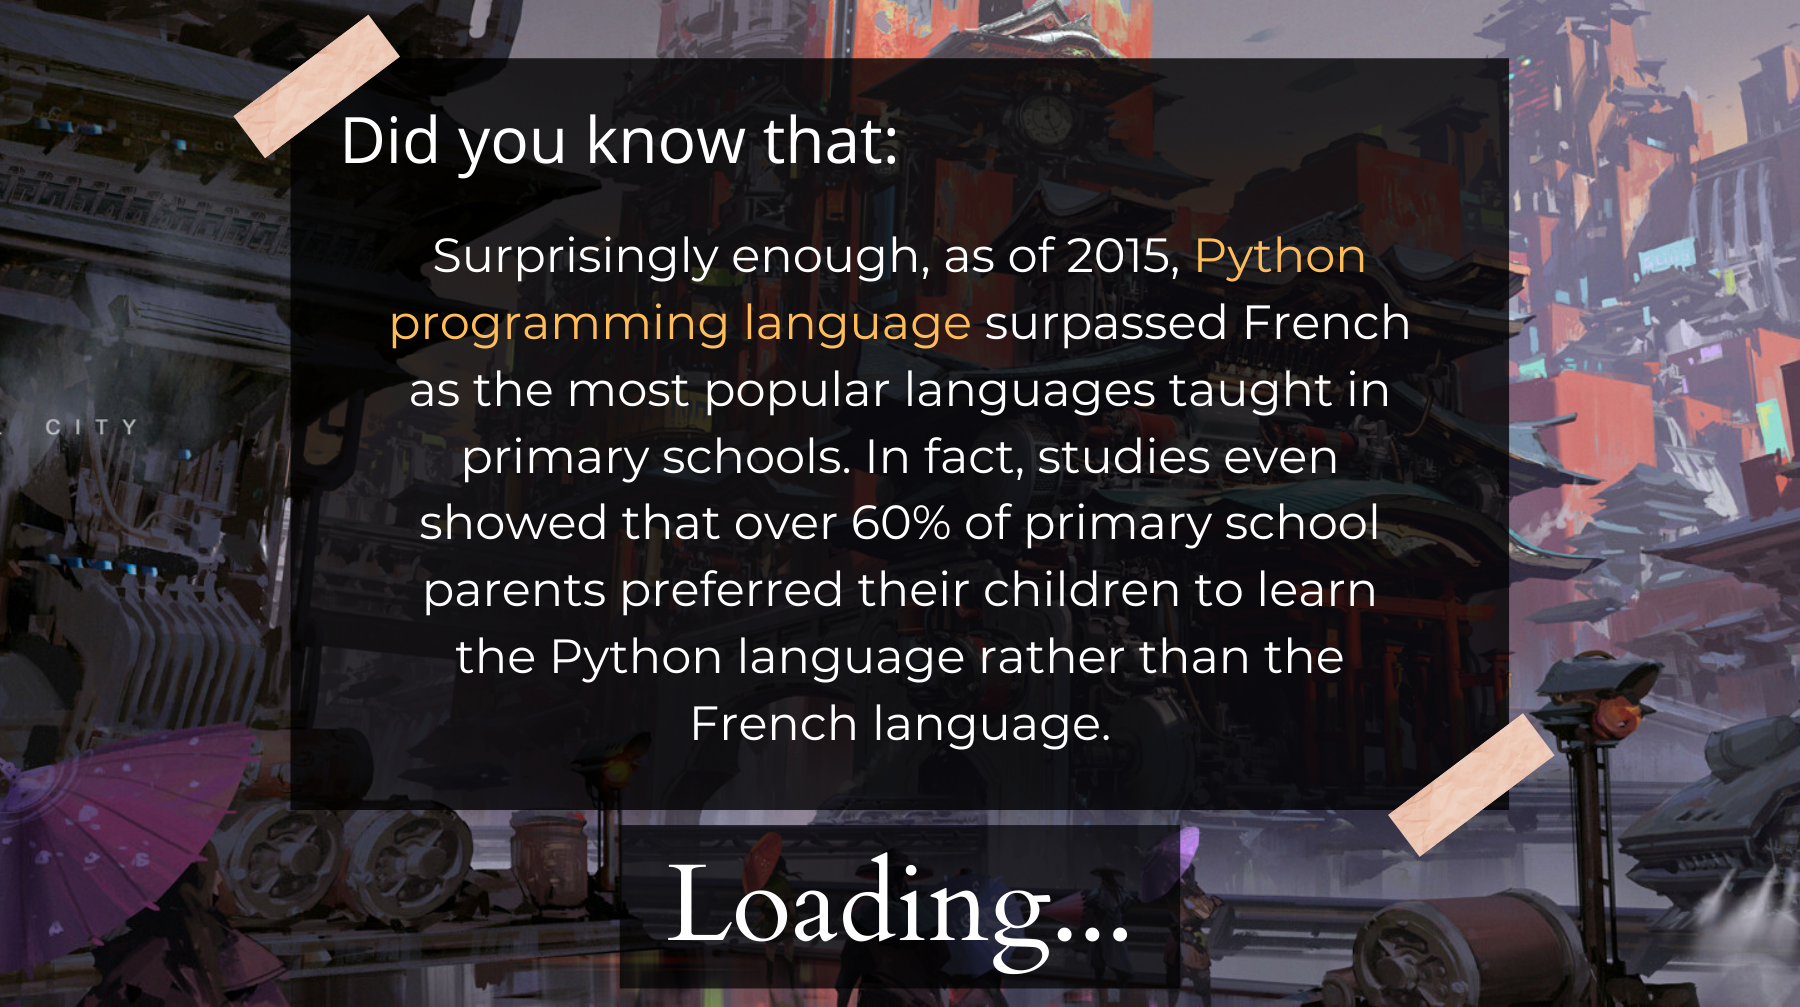 Did you know that:
Surprisingly enough, as of 2015, Python
programming language surpassed French
as the most popular languages taught in
primary schools. In fact, studies even
showed that over 60% of primary school
parents preferred their children to learn
the Python language rather than the
French language.
CITY
Loading...